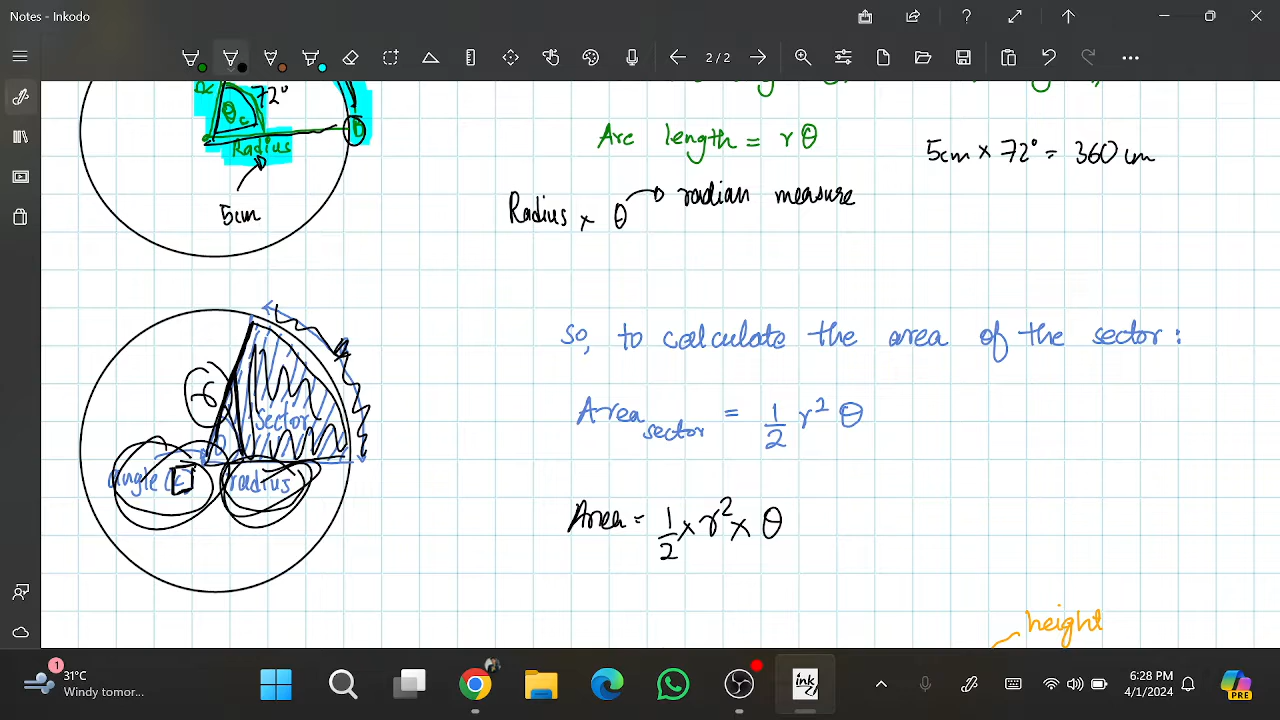 Notes - Inkodo
2/2
72°
θc
Radius
5cm
Arc length = rθ
5cm × 72° = 360 cm
Radius × θ → radian measure
sector
angle (c)
radius
So, to calculate the area of the sector:
Area sector = 1/2 r² θ
Area = 1/2 × r² × θ
height
1
31°C
Windy tomor...
6:28 PM
4/1/2024
PRE